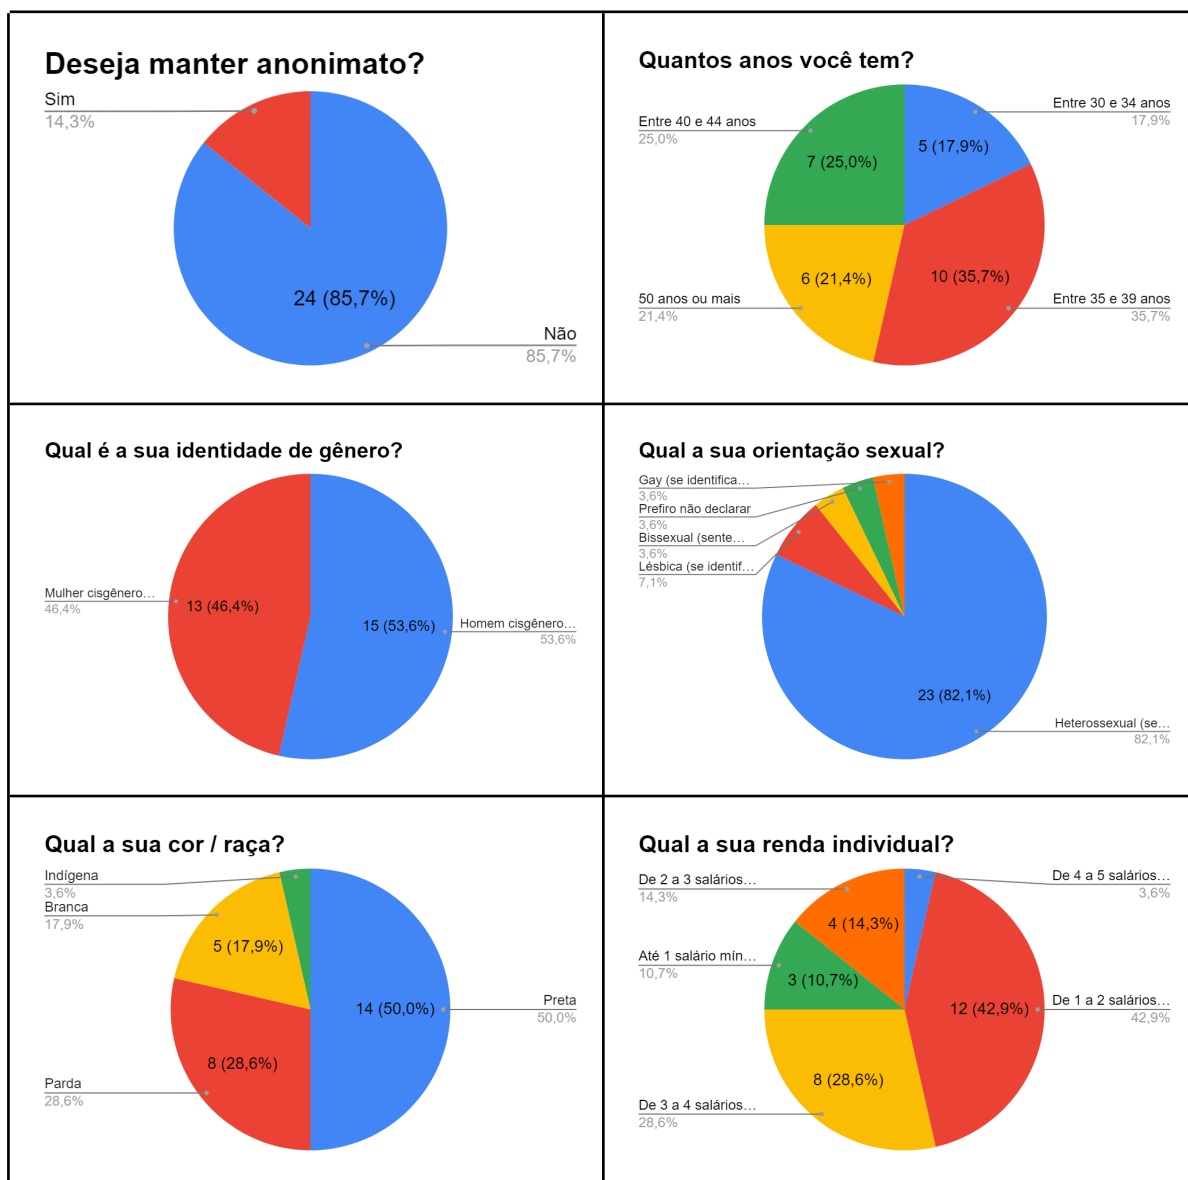 Deseja manter anonimato?
Sim
14,3%
24 (85,7%)
Não
85,7%
Quantos anos você tem?
Entre 30 e 34 anos
17,9%
Entre 40 e 44 anos
25,0%
5 (17,9%)
7 (25,0%)
6 (21,4%)
10 (35,7%)
50 anos ou mais
21,4%
Entre 35 e 39 anos
35,7%
Qual é a sua identidade de gênero?
Mulher cisgênero…
46,4%
13 (46,4%)
15 (53,6%)
Homem cisgênero…
53,6%
Qual a sua orientação sexual?
Gay (se identifica…
3,6%
Prefiro não declarar
3,6%
Bissexual (sente…
3,6%
Lésbica (se identif…
7,1%
23 (82,1%)
Heterossexual (se…
82,1%
Qual a sua cor / raça?
Indígena
3,6%
Branca
17,9%
5 (17,9%)
14 (50,0%)
Preta
50,0%
8 (28,6%)
Parda
28,6%
Qual a sua renda individual?
De 2 a 3 salários…
14,3%
De 4 a 5 salários…
3,6%
4 (14,3%)
Até 1 salário mín…
10,7%
3 (10,7%)
12 (42,9%)
De 1 a 2 salários…
42,9%
8 (28,6%)
De 3 a 4 salários…
28,6%